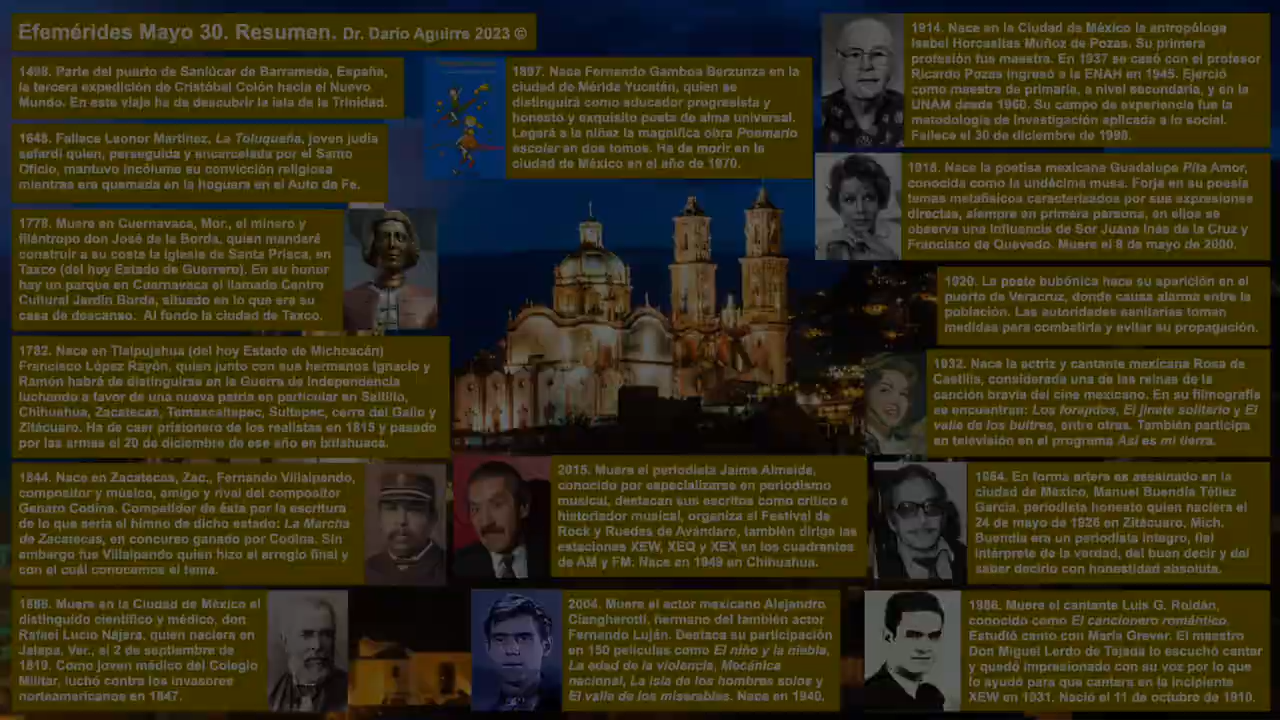 Efemérides Mayo 30. Resumen. Dr. Darío Aguirre 2023 ©
1498. Parte del puerto de Sanlúcar de Barrameda, España,
la tercera expedición de Cristóbal Colón hacia el Nuevo
Mundo. En este viaje ha de descubrir la isla de la Trinidad.
1648. Fallece Leonor Martínez, La Toluqueña, joven judía
sefardí quien, perseguida y encarcelada por el Santo
Oficio, mantuvo incólume su convicción religiosa
mientras era quemada en la hoguera en el Auto de Fe.
1778. Muere en Cuernavaca, Mor., el minero y
filántropo don José de la Borda, quien mandará
construir a su costa la iglesia de Santa Prisca, en
Taxco (del hoy Estado de Guerrero). En su honor
hay un parque en Cuernavaca el llamado Centro
Cultural Jardín Borda, situado en lo que era su
casa de descanso. Al fondo la ciudad de Taxco.
1782. Nace en Tlalpujahua (del hoy Estado de Michoacán)
Francisco López Rayón, quien junto con sus hermanos Ignacio y
Ramón habrá de distinguirse en la Guerra de Independencia
luchando a favor de una nueva patria en particular en Saltillo,
Chihuahua, Zacatecas, Temascaltepec, Sultepec, cerro del Gallo y
Zitácuaro. Ha de caer prisionero de los realistas en 1815 y pasado
por las armas el 20 de diciembre de ese año en Ixtlahuaca.
1844. Nace en Zacatecas, Zac., Fernando Villalpando,
compositor y músico, amigo y rival del compositor
Genaro Codina. Competidor de ésta por la escritura
de lo que sería el himno de dicho estado: La Marcha
de Zacatecas, en concurso ganado por Codina. Sin
embargo fue Villalpando quien hizo el arreglo final y
con el cuál conocemos el tema.
1886. Muere en la Ciudad de México el
distinguido científico y médico, don
Rafael Lucio Nájera, quien naciera en
Jalapa, Ver., el 2 de septiembre de
1819. Como joven médico del Colegio
Militar, luchó contra los invasores
norteamericanos en 1847.
1897. Nace Fernando Gamboa Berzunza en la
ciudad de Mérida Yucatán, quien se
distinguirá como educador progresista y
honesto y exquisito poeta de alma universal.
Legará a la niñez la magnífica obra Poemario
escolar en dos tomos. Ha de morir en la
ciudad de México en el año de 1970.
1914. Nace en la Ciudad de México la antropóloga
Isabel Horcasitas Muñoz de Pozas. Su primera
profesión fue maestra. En 1937 se casó con el profesor
Ricardo Pozas ingresó a la ENAH en 1945. Ejerció
como maestra de primaria, a nivel secundaria, y en la
UNAM desde 1960. Su campo de experiencia fue la
metodología de investigación aplicada a lo social.
Fallece el 30 de diciembre de 1998.
1918. Nace la poetisa mexicana Guadalupe Pita Amor,
conocida como la undécima musa. Forja en su poesía
temas metafísicos caracterizados por sus expresiones
directas, siempre en primera persona, en ellos se
observa una influencia de Sor Juana Inés de la Cruz y
Francisco de Quevedo. Muere el 8 de mayo de 2000.
1920. La peste bubónica hace su aparición en el
puerto de Veracruz, donde causa alarma entre la
población. Las autoridades sanitarias toman
medidas para combatirla y evitar su propagación.
1932. Nace la actriz y cantante mexicana Rosa de
Castilla, considerada una de las reinas de la
canción bravía del cine mexicano. En su filmografía
se encuentran: Los forajidos, El jinete solitario y El
valle de los buitres, entre otras. También participa
en televisión en el programa Así es mi tierra.
2015. Muere el periodista Jaime Almeida,
conocido por especializarse en periodismo
musical, destacan sus escritos como crítico e
historiador musical, organiza el Festival de
Rock y Ruedas de Avándaro, también dirige las
estaciones XEW, XEQ y XEX en los cuadrantes
de AM y FM. Nace en 1949 en Chihuahua.
1984. En forma artera es asesinado en la
ciudad de México, Manuel Buendía Téllez
Garcia, periodista honesto quien naciera el
24 de mayo de 1926 en Zitácuaro, Mich.
Buendía era un periodista íntegro, fiel
intérprete de la verdad, del buen decir y del
saber decirlo con honestidad absoluta.
2004. Muere el actor mexicano Alejandro
Ciangherotti, hermano del también actor
Fernando Luján. Destaca su participación
en 150 películas como El niño y la niebla,
La edad de la violencia, Mecánica
nacional, La isla de los hombres solos y
El valle de los miserables. Nace en 1940.
1986. Muere el cantante Luis G. Roldán,
conocido como El cancionero romántico.
Estudió canto con María Grever. El maestro
Don Miguel Lerdo de Tejada lo escuchó cantar
y quedó impresionado con su voz por lo que
lo ayudó para que cantara en la incipiente
XEW en 1931. Nació el 11 de octubre de 1910.